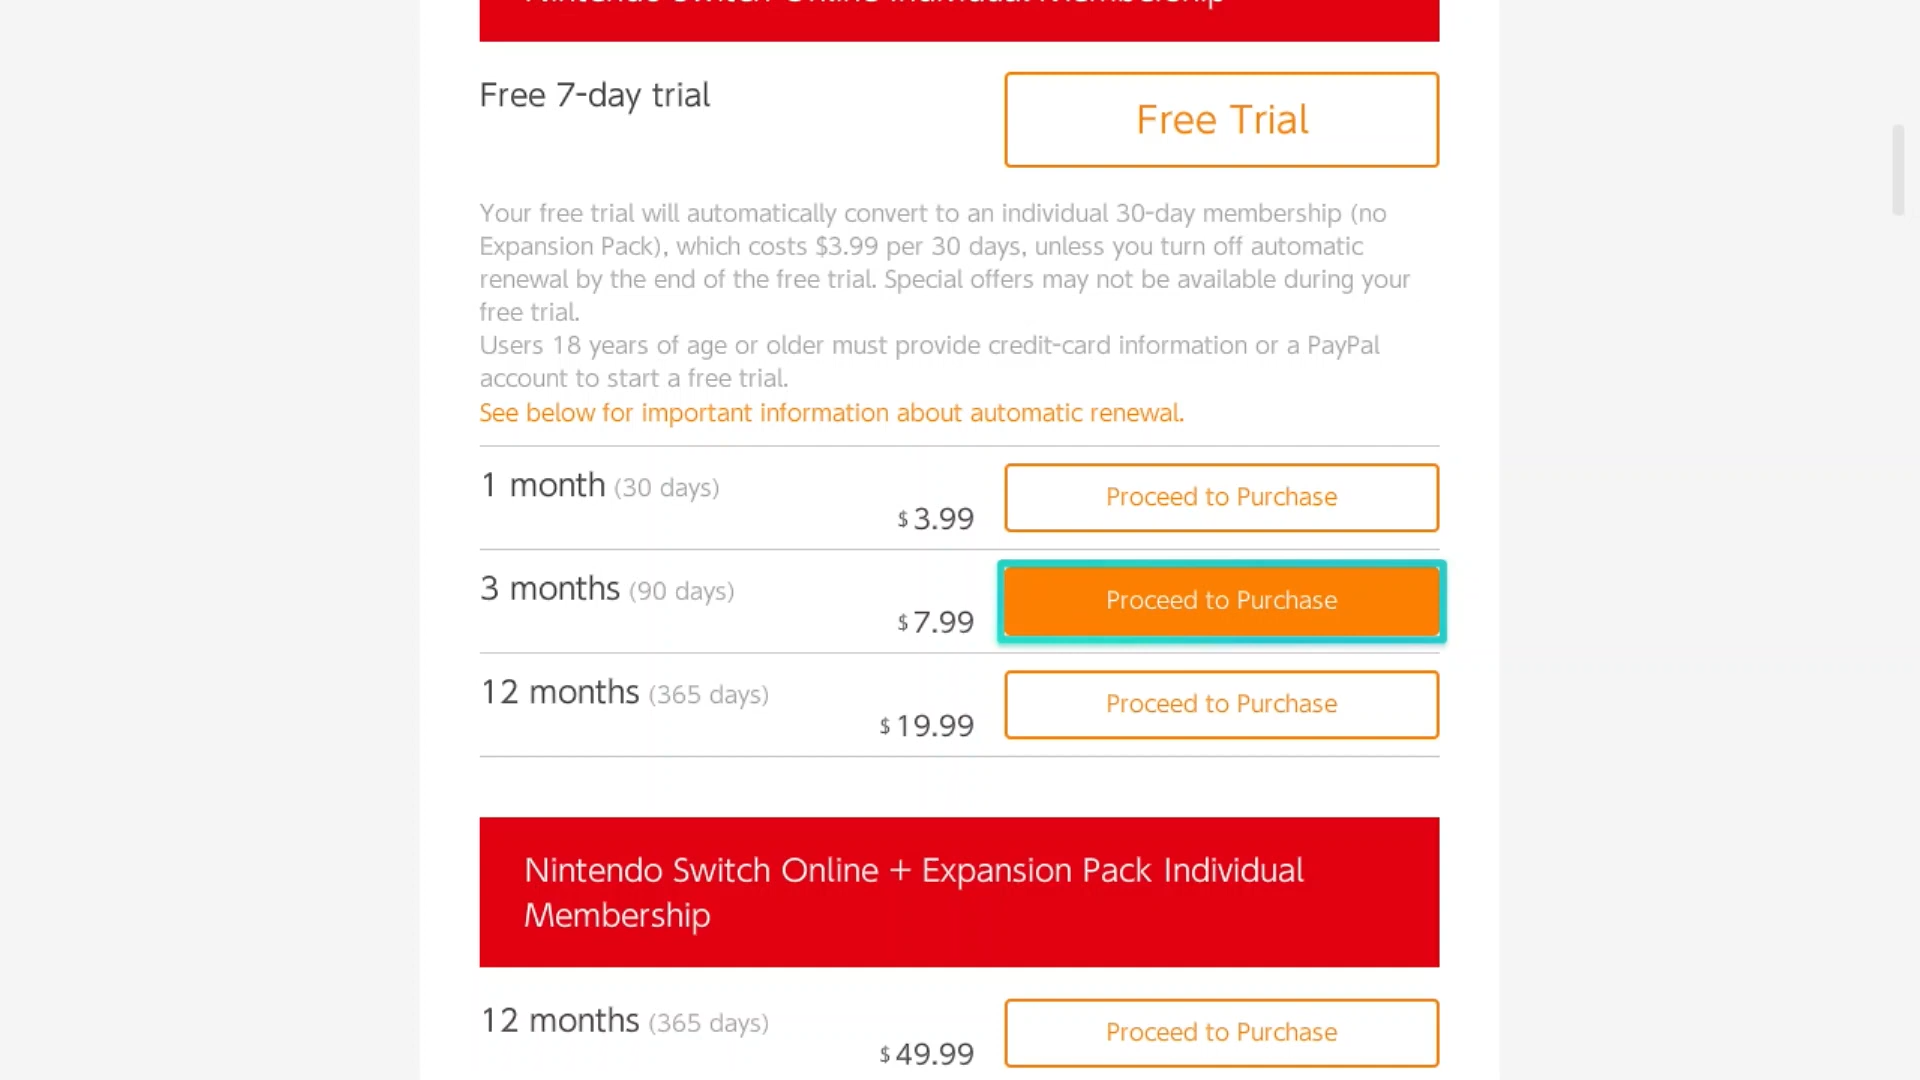 Nintendo Switch Online Individual Membership
Free 7-day trial
Free Trial
Your free trial will automatically convert to an individual 30-day membership (no
Expansion Pack), which costs $3.99 per 30 days, unless you turn off automatic
renewal by the end of the free trial. Special offers may not be available during your
free trial.
Users 18 years of age or older must provide credit-card information or a PayPal
account to start a free trial.
See below for important information about automatic renewal.
1 month (30 days)
$3.99
Proceed to Purchase
3 months (90 days)
$7.99
Proceed to Purchase
12 months (365 days)
$19.99
Proceed to Purchase
Nintendo Switch Online + Expansion Pack Individual
Membership
12 months (365 days)
$49.99
Proceed to Purchase